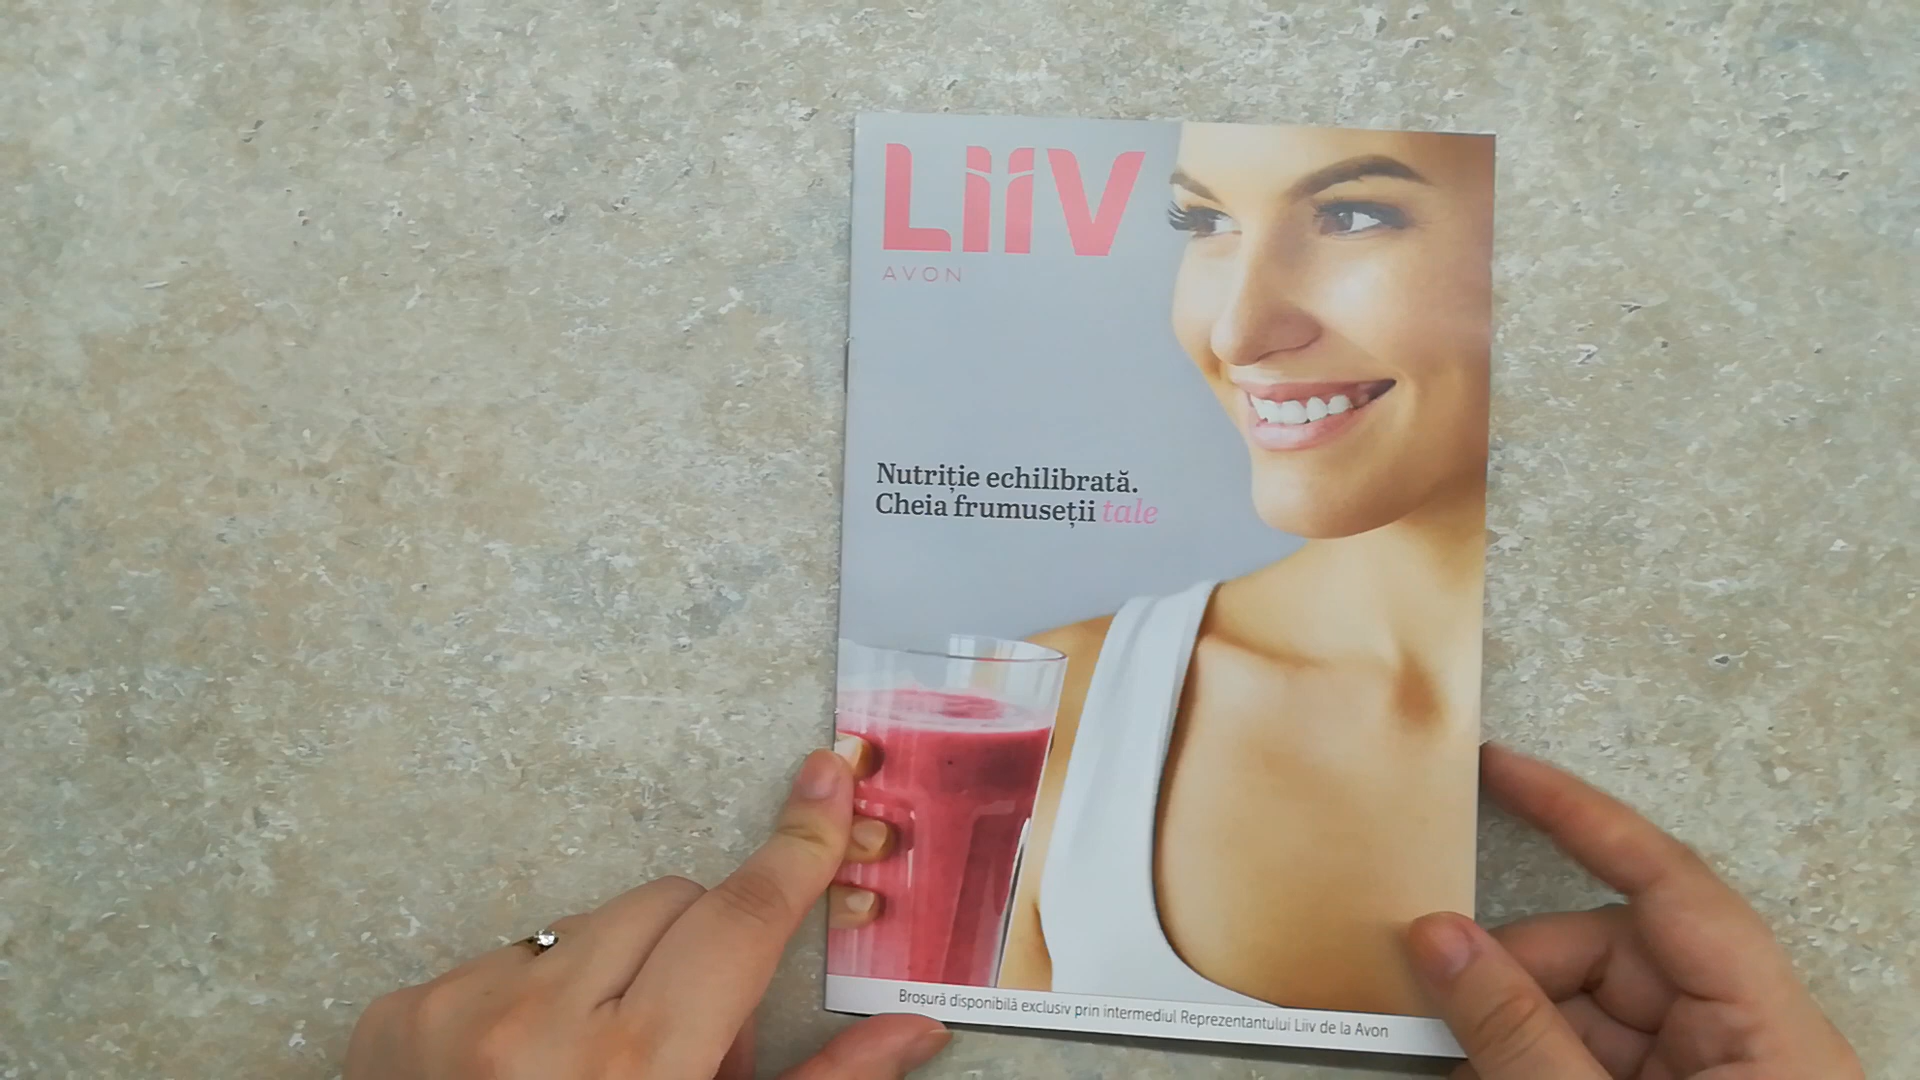 LiiV
AVON
Nutriție echilibrată.
Cheia frumuseții tale
Broșură disponibilă exclusiv prin intermediul Reprezentantului Liiv de la Avon